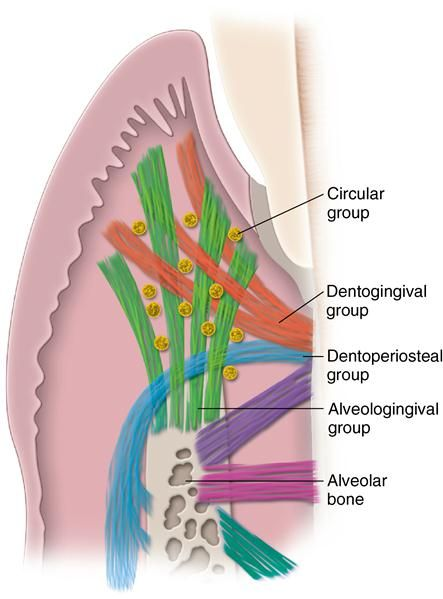 Circular
group
Dentogingival
group
Dentoperiosteal
group
Alveologingival
group
Alveolar
bone